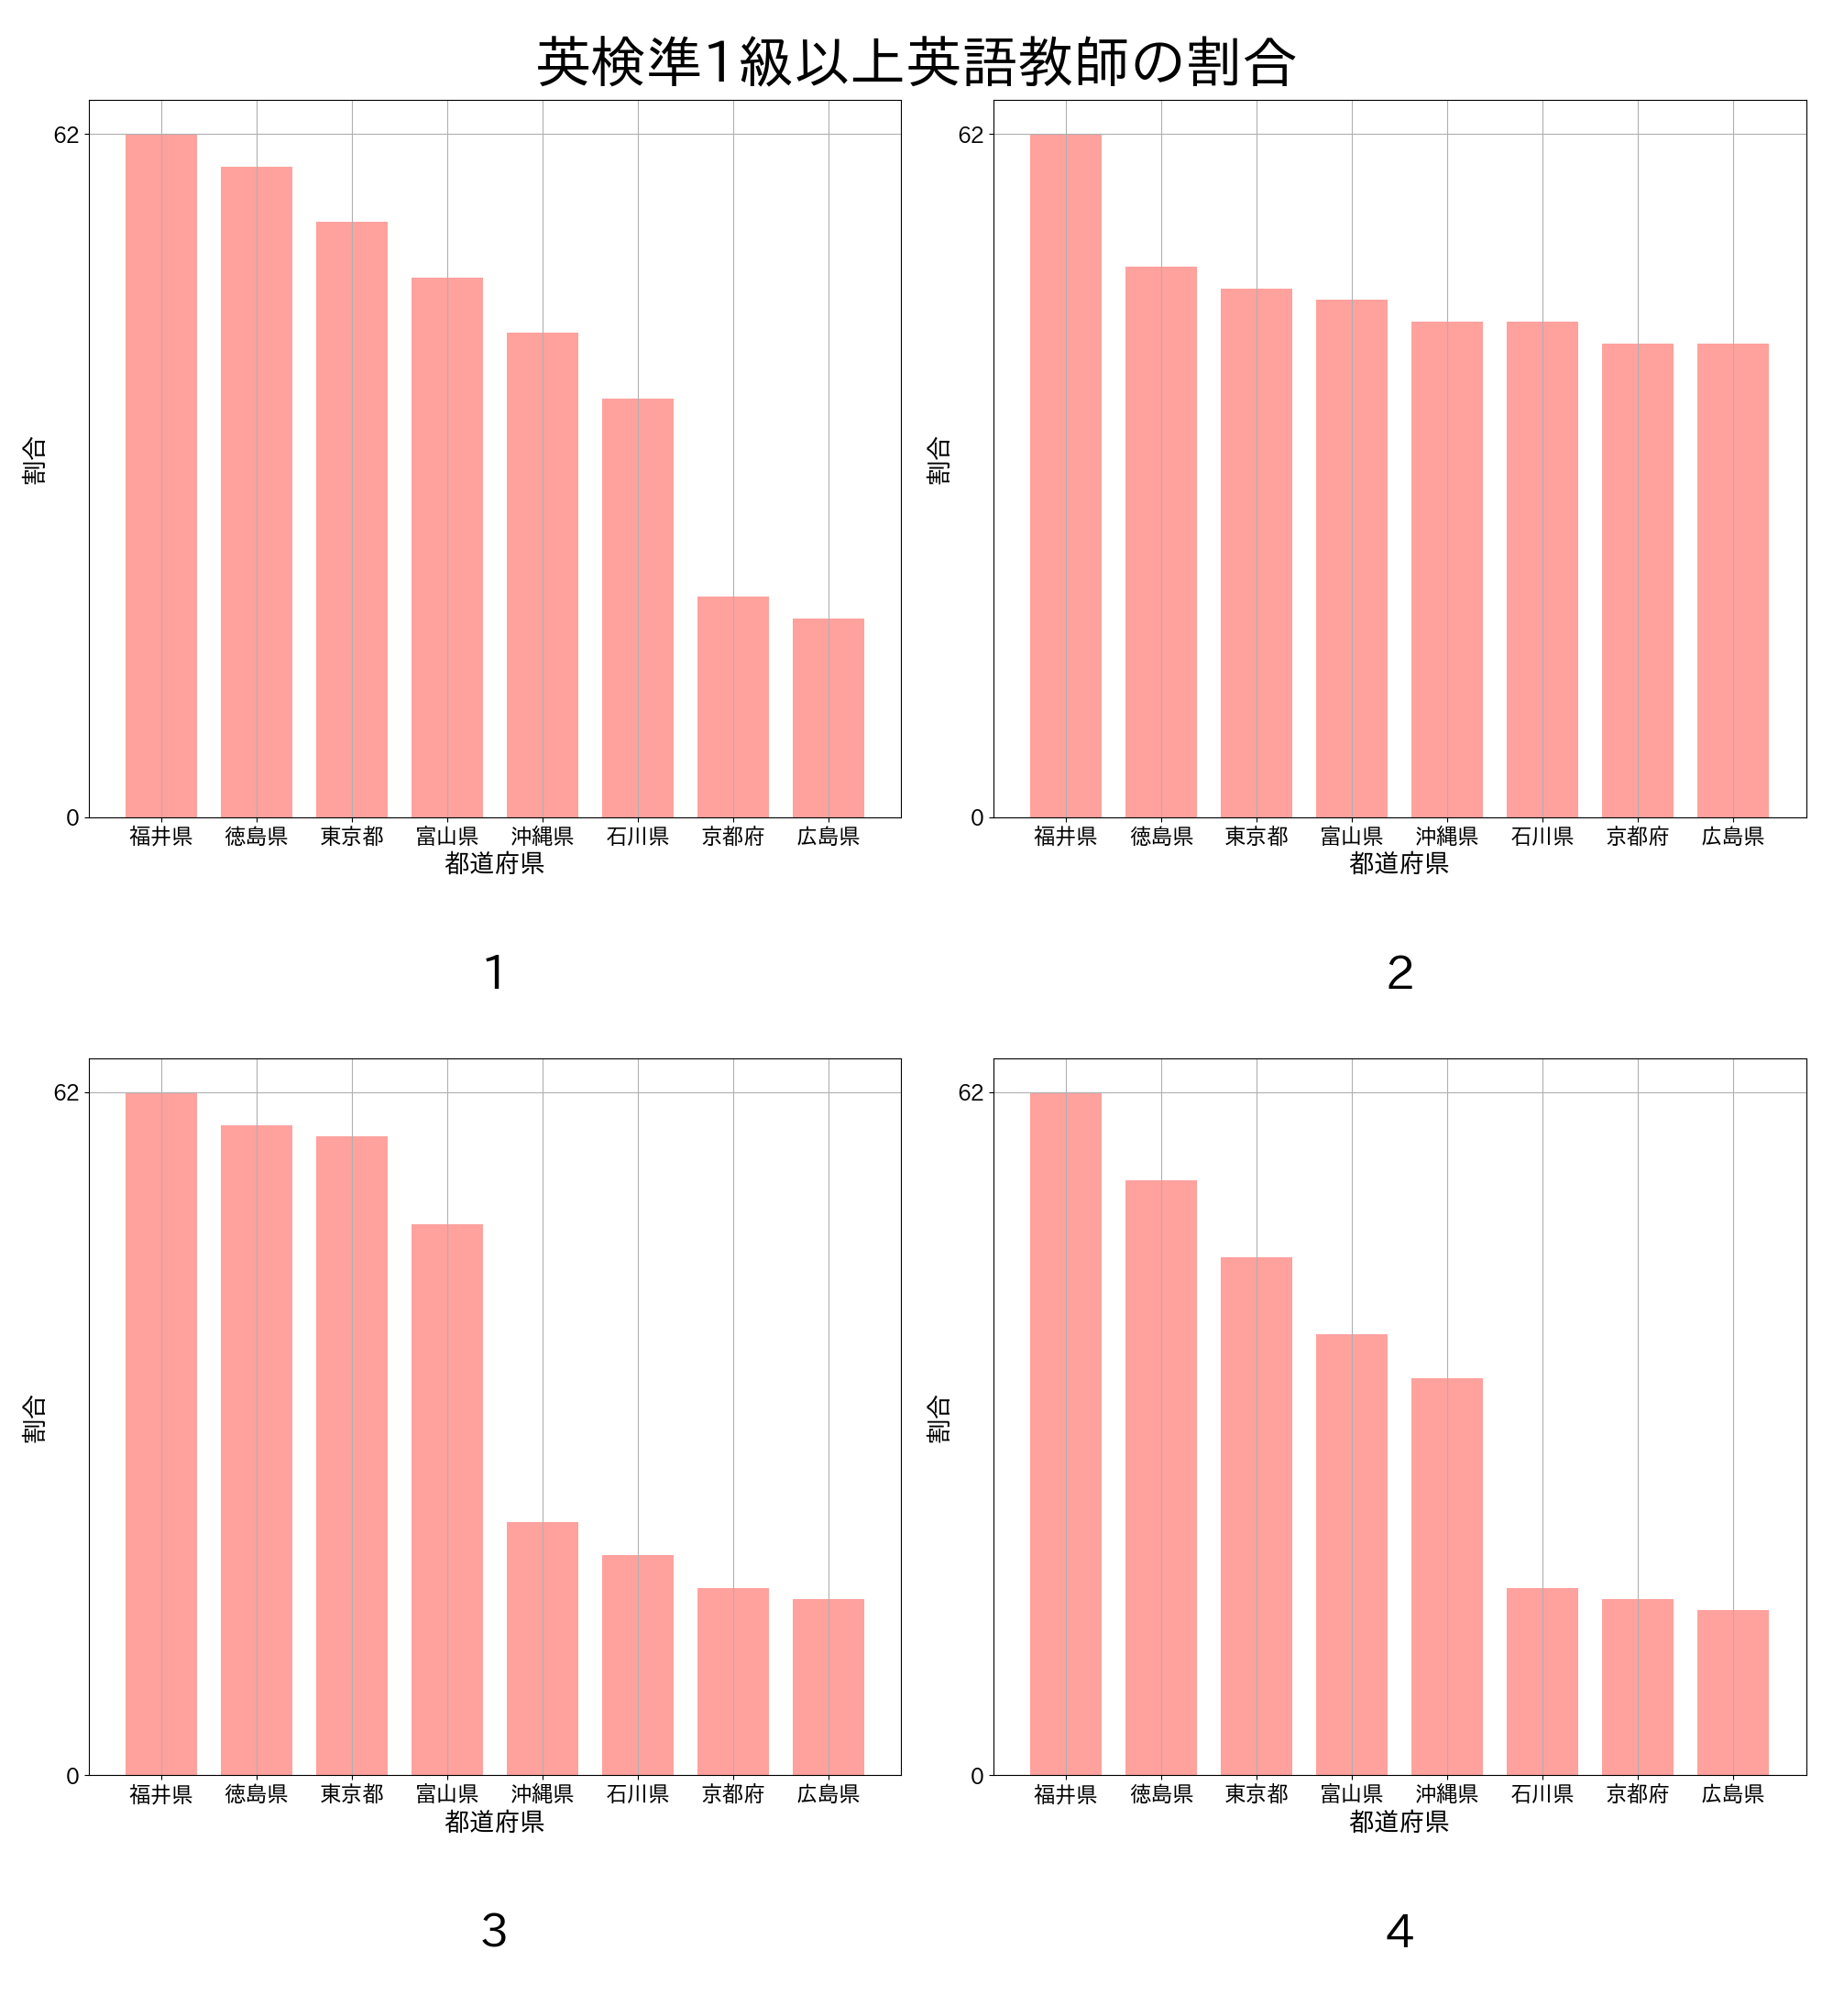 英検準1級以上英語教師の割合
62
0
割合
福井県 徳島県 東京都 富山県 沖縄県 石川県 京都府 広島県
都道府県
1
62
0
割合
福井県 徳島県 東京都 富山県 沖縄県 石川県 京都府 広島県
都道府県
2
62
0
割合
福井県 徳島県 東京都 富山県 沖縄県 石川県 京都府 広島県
都道府県
3
62
0
割合
福井県 徳島県 東京都 富山県 沖縄県 石川県 京都府 広島県
都道府県
4